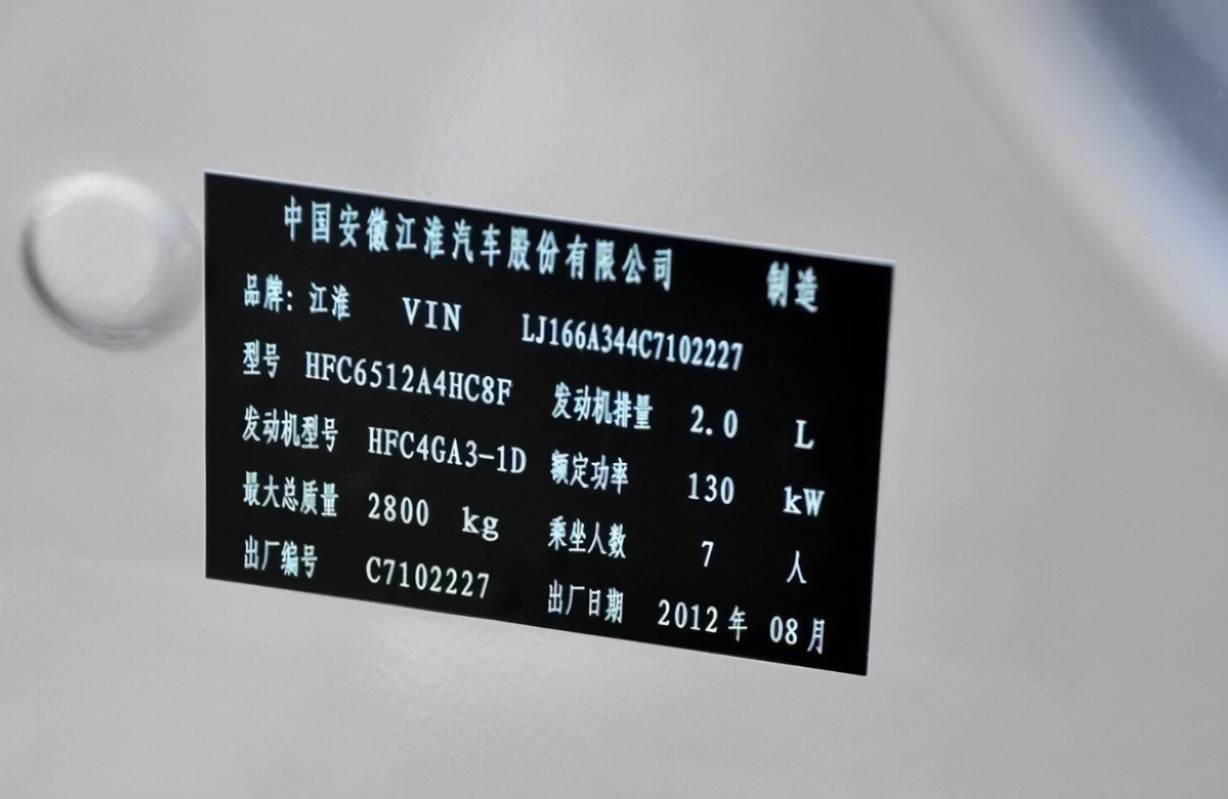 中国安徽江淮汽车股份有限公司 制造
品牌: 江淮 VIN LJ166A344C7102227
型号 HFC6512A4HC8F 发动机排量 2.0 L
发动机型号 HFC4GA3-1D 额定功率 130 kW
最大总质量 2800 kg 乘坐人数 7 人
出厂编号 C7102227 出厂日期 2012年 08月